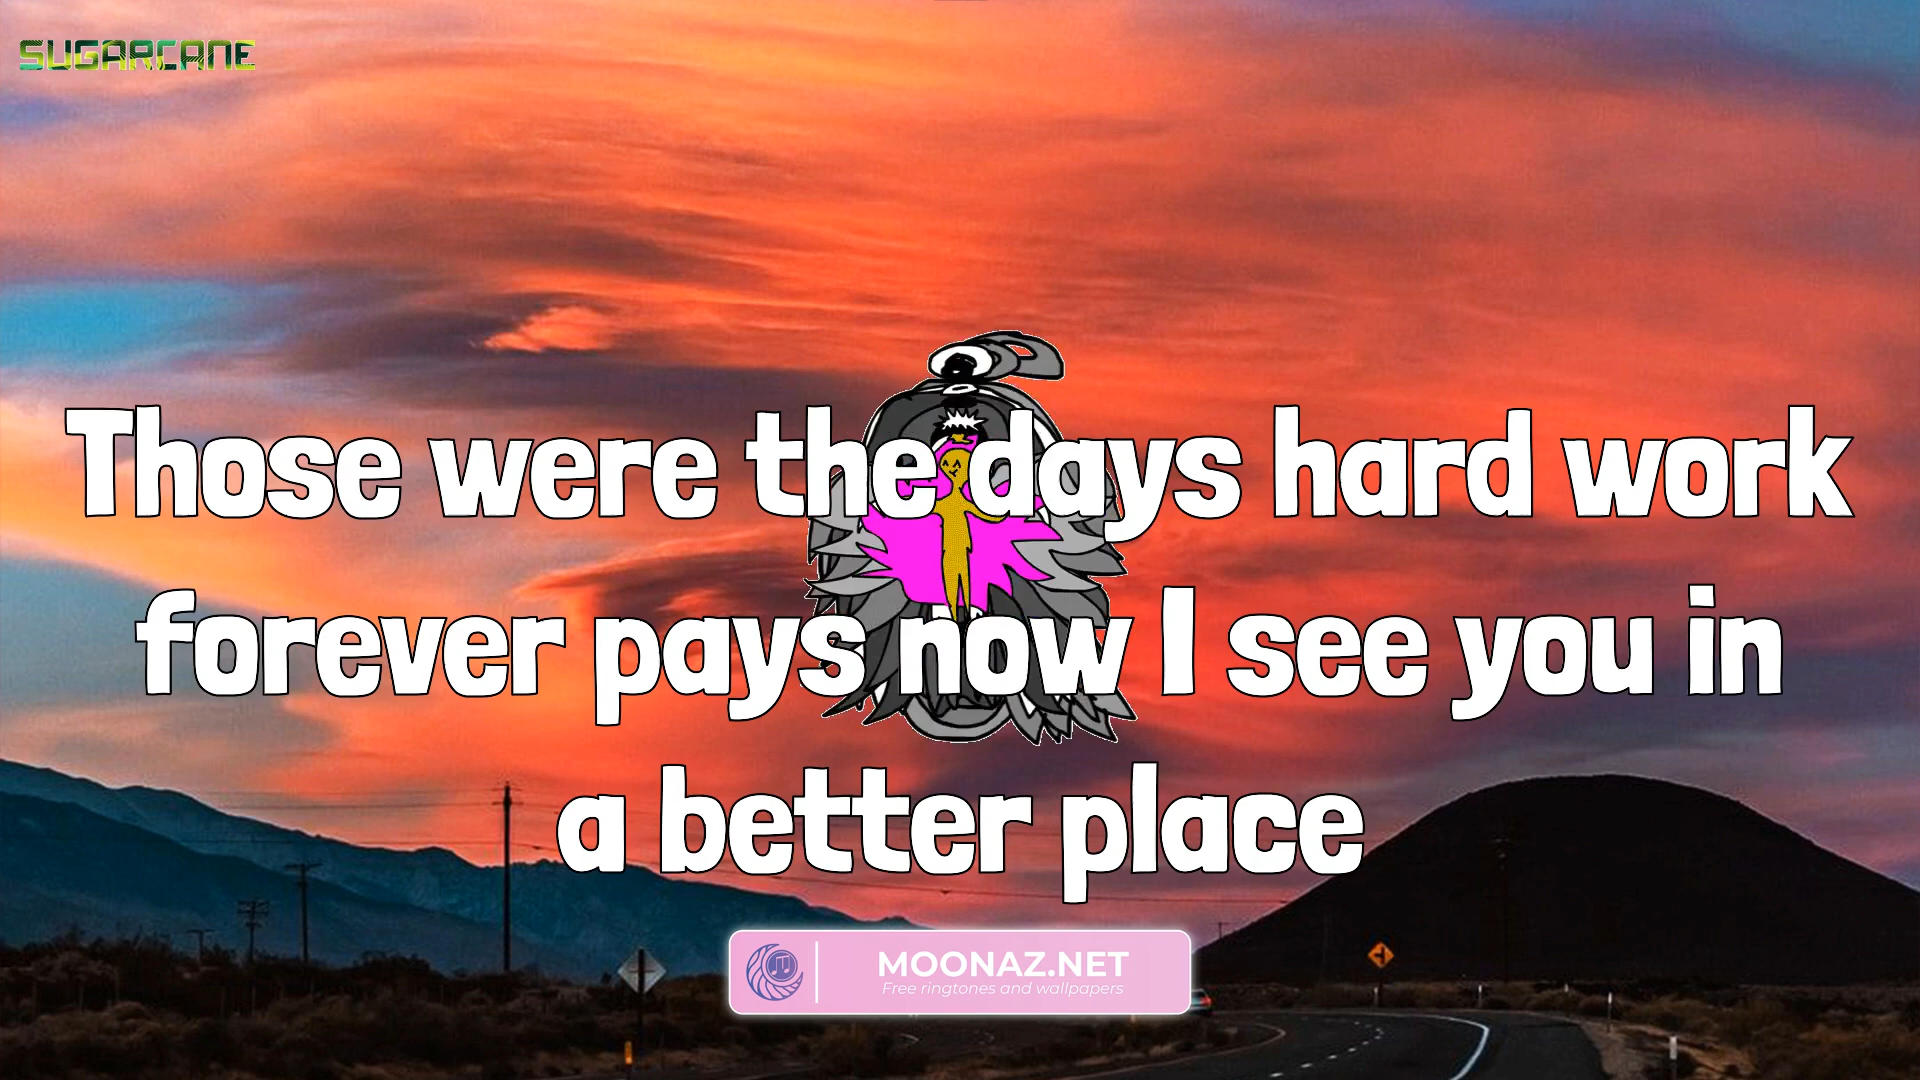 SUGARCANE
Those were the days hard work
forever pays now I see you in
a better place
MOONAZ.NET
Free ringtones and wallpapers